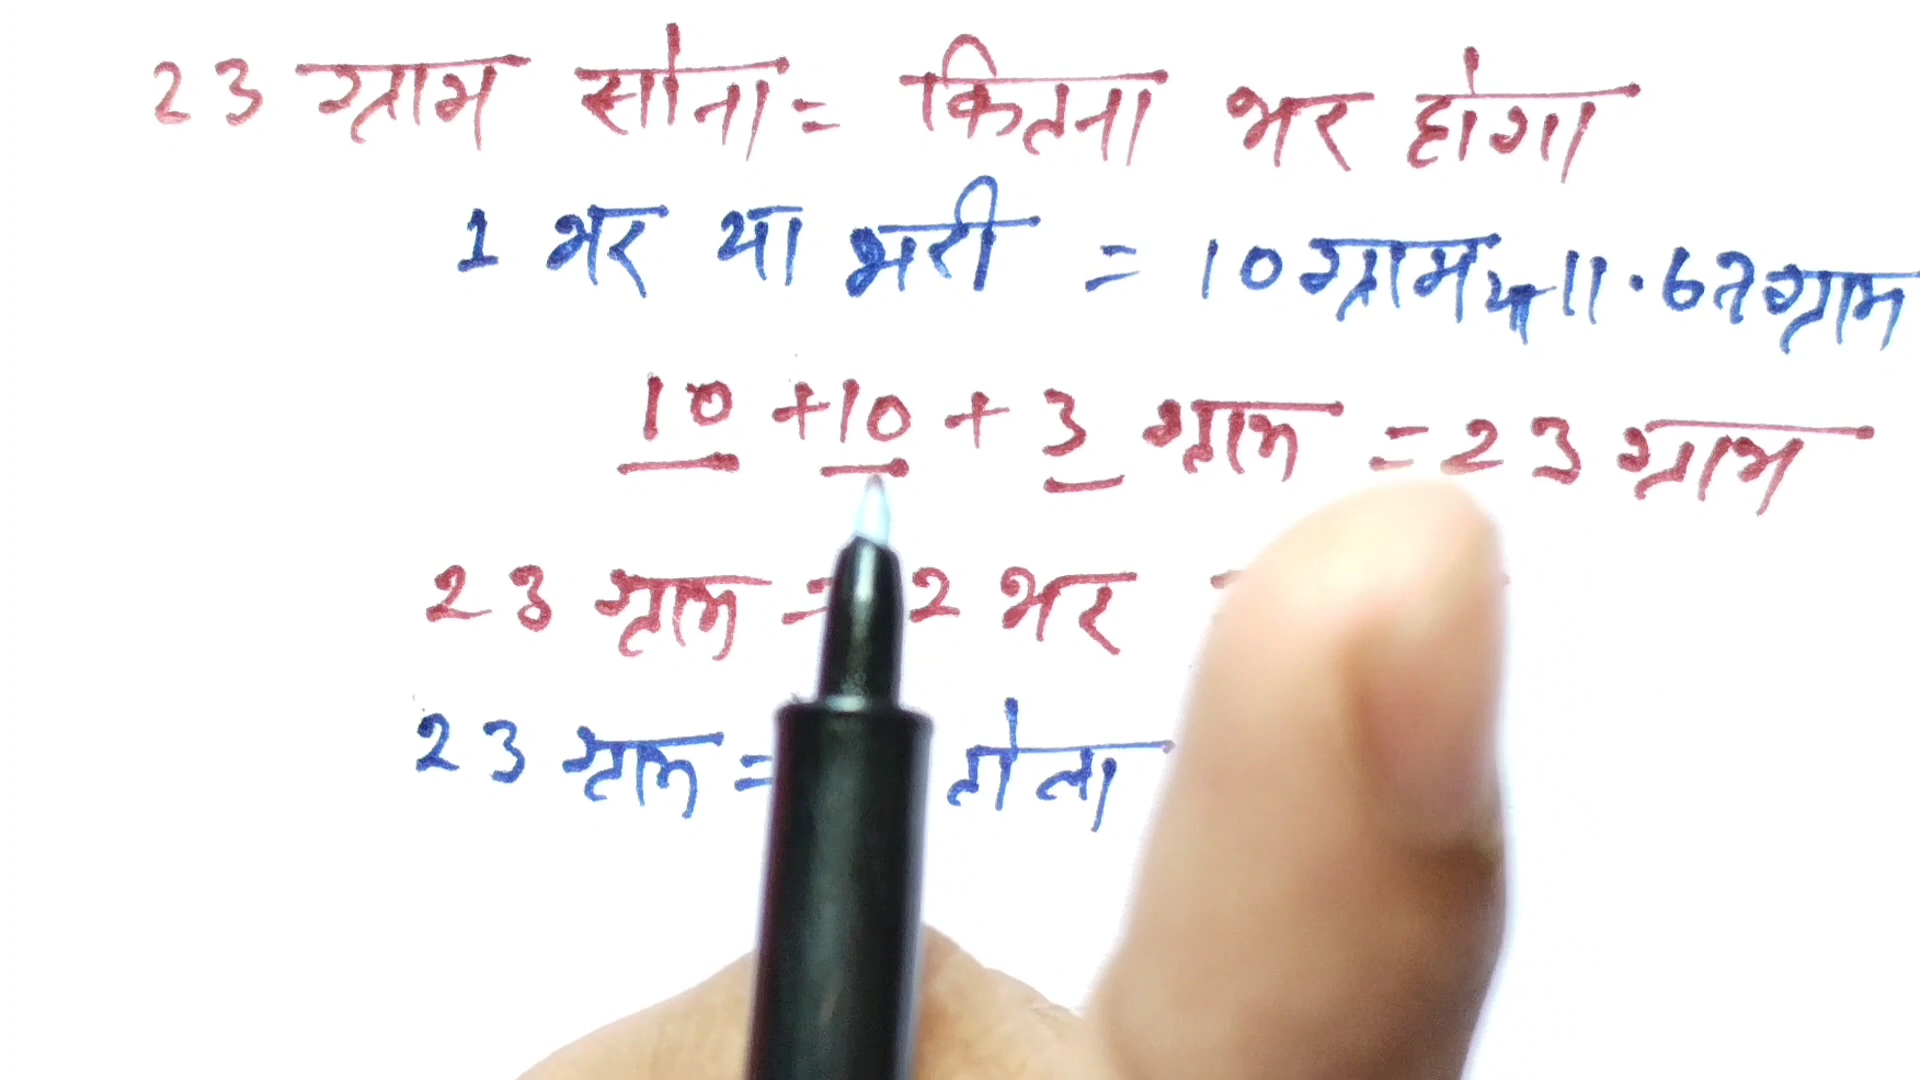 23 ग्राम सोना = कितना भर होगा
1 भर या भरी = 10 ग्राम या 11.67 ग्राम
10 + 10 + 3 ग्राम = 23 ग्राम
23 ग्राम = 2 भर
23 ग्राम = तोला